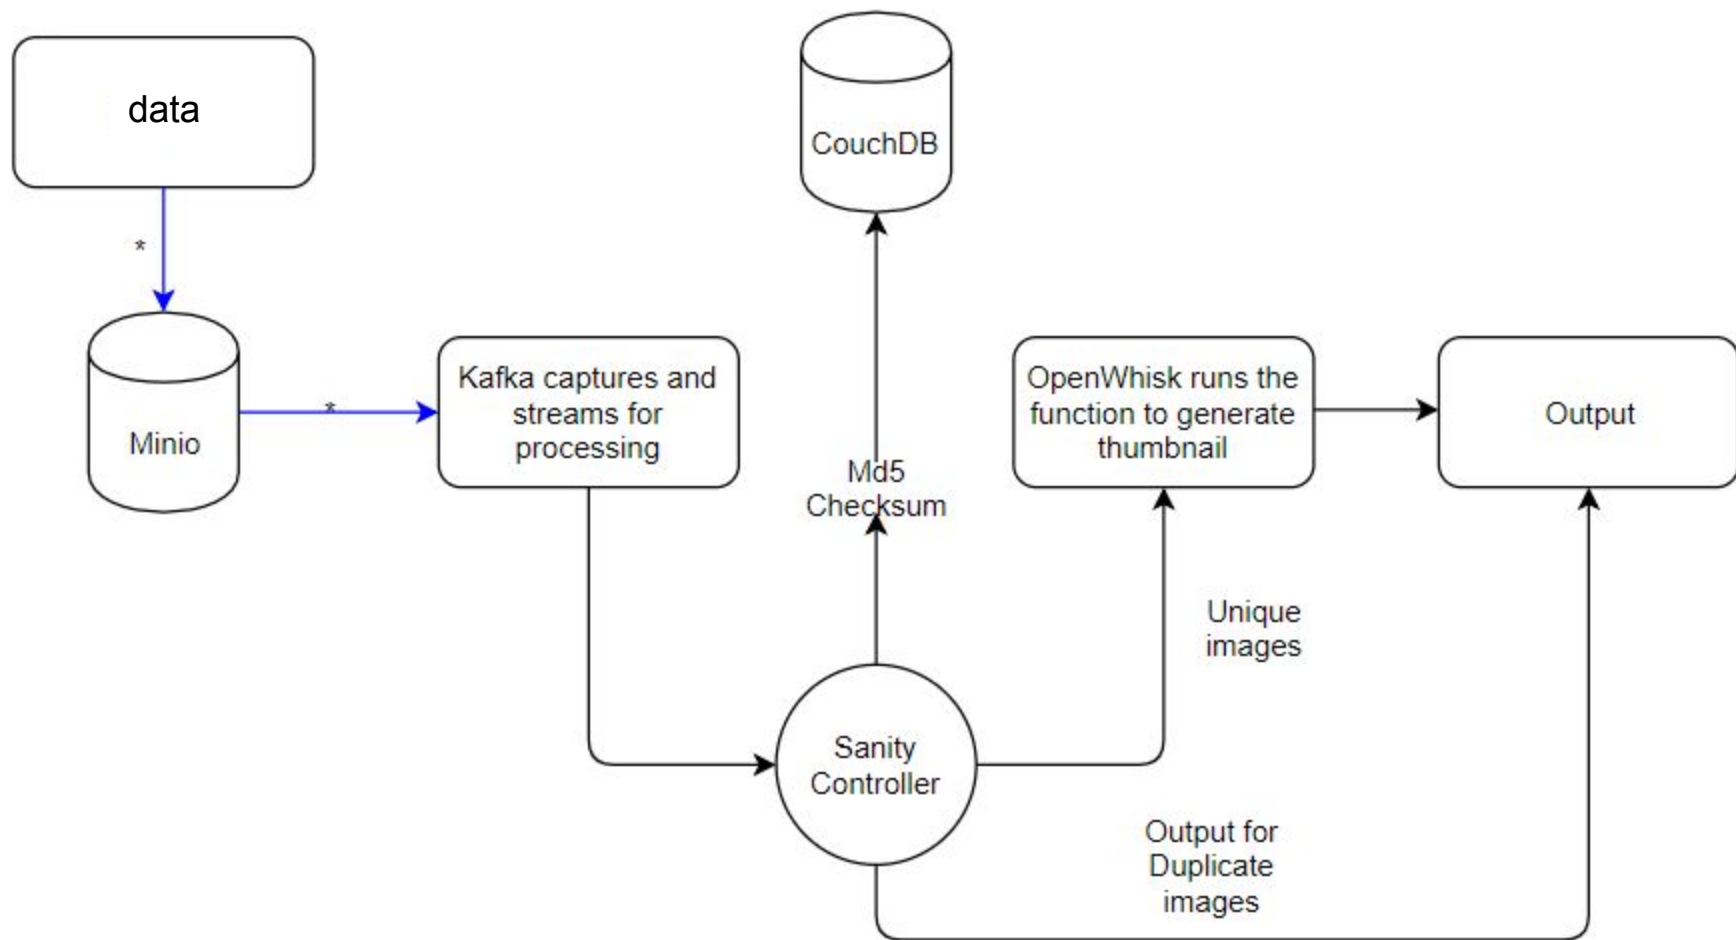 data
CouchDB
*
Minio
*
Kafka captures and
streams for
processing
OpenWhisk runs the
function to generate
thumbnail
Output
Md5
Checksum
Unique
images
Sanity
Controller
Output for
Duplicate
images